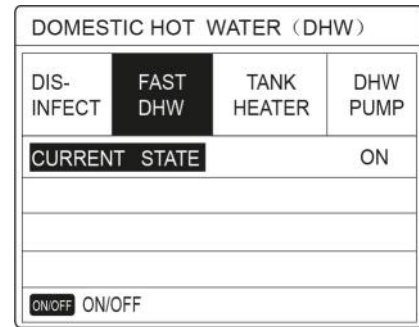 DOMESTIC HOT WATER（DHW）
DIS-
INFECT
FAST
DHW
TANK
HEATER
DHW
PUMP
CURRENT STATE ON
ON/OFF ON/OFF